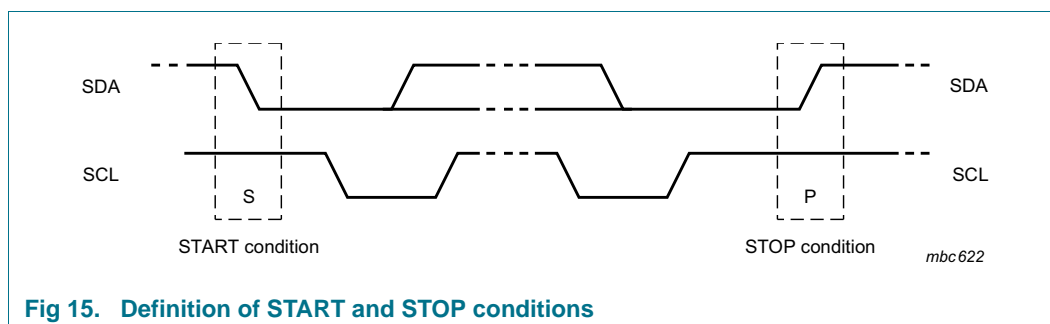 SDA
SDA
SCL
SCL
S
P
START condition
STOP condition
mbc622
Fig 15. Definition of START and STOP conditions